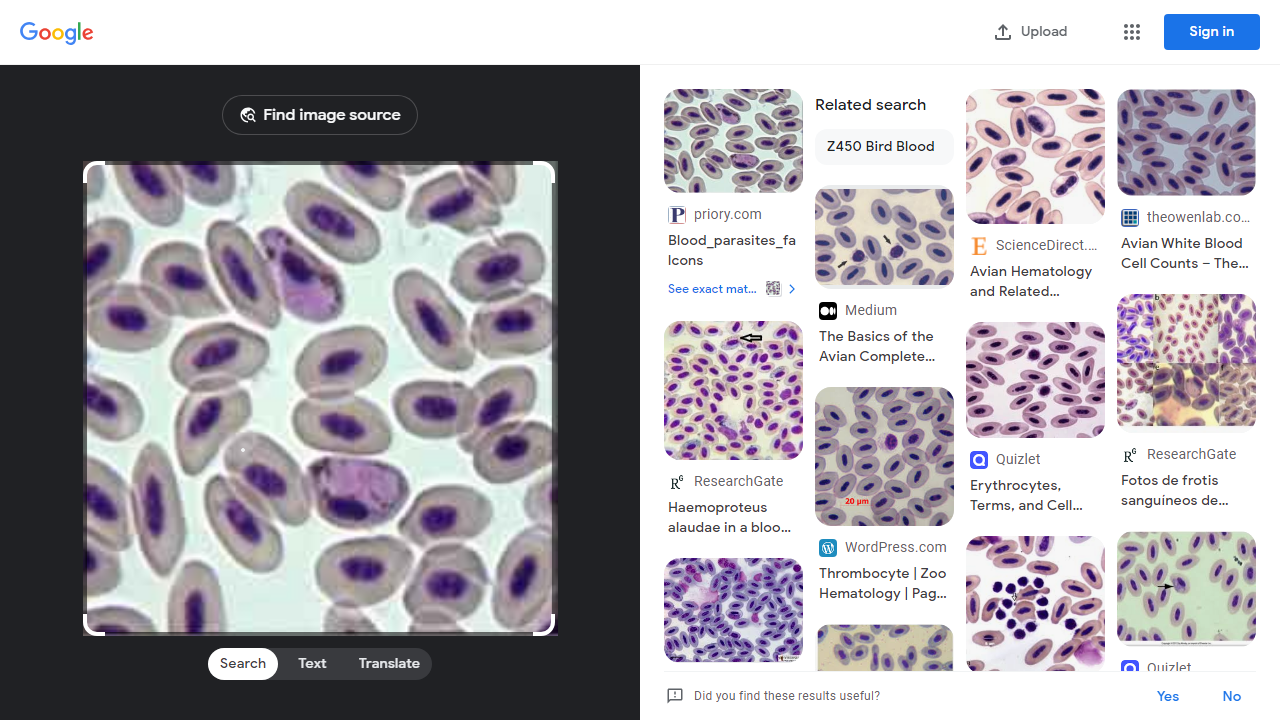 Google
Upload
Sign in
Find image source
Search
Text
Translate
priory.com
Blood_parasites_fa
lcons
See exact mat...
ResearchGate
Haemoproteus
alaudae in a bloo...
Related search
Z450 Bird Blood
Medium
The Basics of the
Avian Complete...
20 µm
WordPress.com
Thrombocyte | Zoo
Hematology | Pag...
ScienceDirect....
Avian Hematology
and Related...
Quizlet
Erythrocytes,
Terms, and Cell...
theowenlab.co...
Avian White Blood
Cell Counts – The...
ResearchGate
Fotos de frotis
sanguíneos de...
Quizlet
Did you find these results useful?
Yes
No